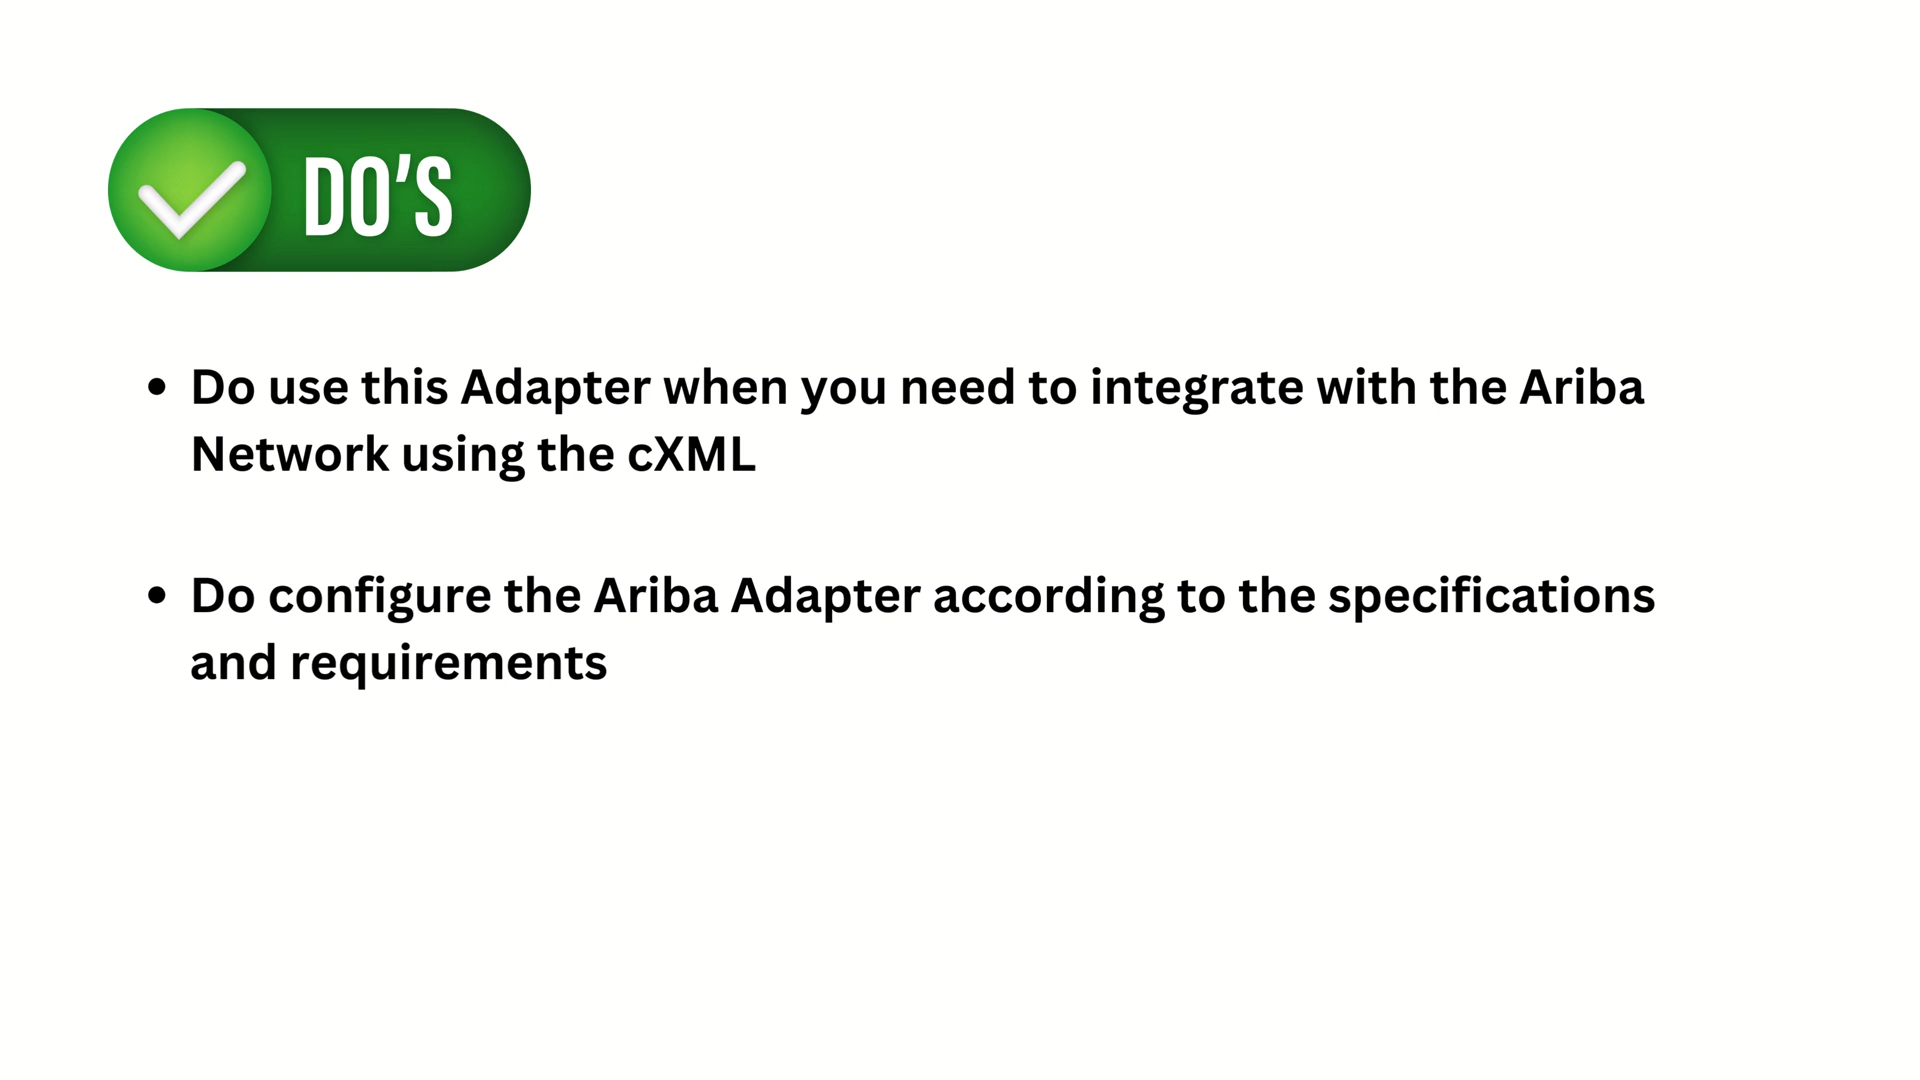 DO'S
• Do use this Adapter when you need to integrate with the Ariba
Network using the cXML
• Do configure the Ariba Adapter according to the specifications
and requirements